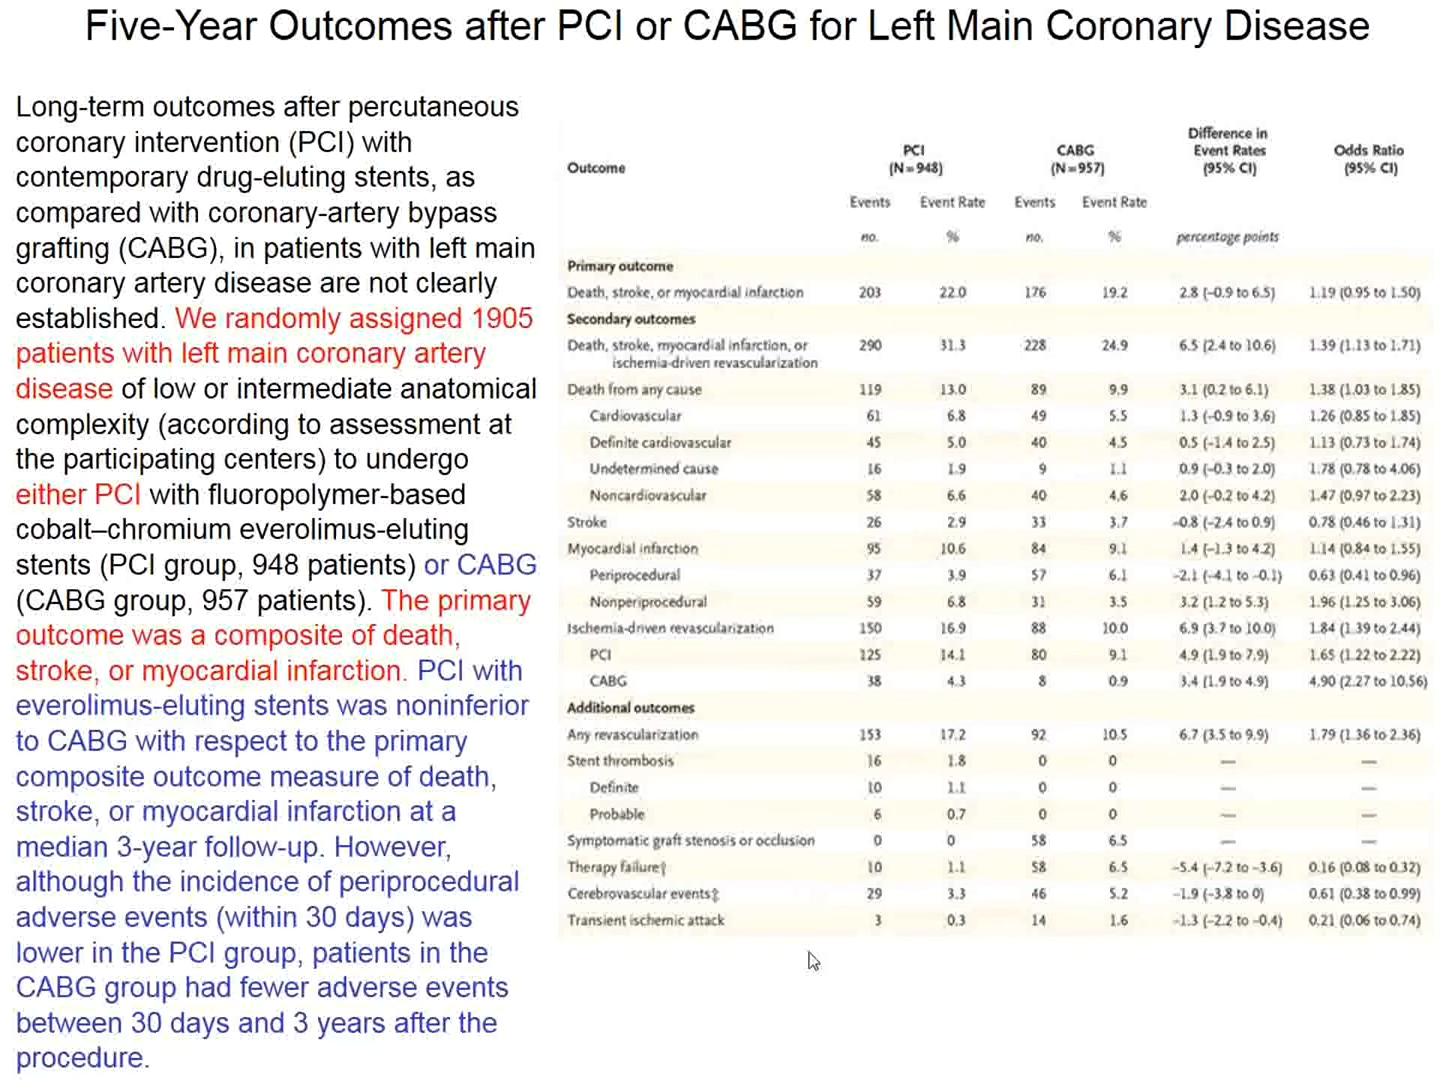 Five-Year Outcomes after PCI or CABG for Left Main Coronary Disease
Long-term outcomes after percutaneous
coronary intervention (PCI) with
contemporary drug-eluting stents, as
compared with coronary-artery bypass
grafting (CABG), in patients with left main
coronary artery disease are not clearly
established. We randomly assigned 1905
patients with left main coronary artery
disease of low or intermediate anatomical
complexity (according to assessment at
the participating centers) to undergo
either PCI with fluoropolymer-based
cobalt–chromium everolimus-eluting
stents (PCI group, 948 patients) or CABG
(CABG group, 957 patients). The primary
outcome was a composite of death,
stroke, or myocardial infarction. PCI with
everolimus-eluting stents was noninferior
to CABG with respect to the primary
composite outcome measure of death,
stroke, or myocardial infarction at a
median 3-year follow-up. However,
although the incidence of periprocedural
adverse events (within 30 days) was
lower in the PCI group, patients in the
CABG group had fewer adverse events
between 30 days and 3 years after the
procedure.
Outcome PCI (N=948) CABG (N=957) Difference in Event Rates (95% CI) Odds Ratio (95% CI)
Events Event Rate Events Event Rate
no. % no. % percentage points
Primary outcome
Death, stroke, or myocardial infarction 203 22.0 176 19.2 2.8 (–0.9 to 6.5) 1.19 (0.95 to 1.50)
Secondary outcomes
Death, stroke, myocardial infarction, or 290 31.3 228 24.9 6.5 (2.4 to 10.6) 1.39 (1.13 to 1.71)
ischemia-driven revascularization
Death from any cause 119 13.0 89 9.9 3.1 (0.2 to 6.1) 1.38 (1.03 to 1.85)
Cardiovascular 61 6.8 49 5.5 1.3 (–0.9 to 3.6) 1.26 (0.85 to 1.85)
Definite cardiovascular 45 5.0 40 4.5 0.5 (–1.4 to 2.5) 1.13 (0.73 to 1.74)
Undetermined cause 16 1.9 9 1.1 0.9 (–0.3 to 2.0) 1.78 (0.78 to 4.06)
Noncardiovascular 58 6.6 40 4.6 2.0 (–0.2 to 4.2) 1.47 (0.97 to 2.23)
Stroke 26 2.9 33 3.7 –0.8 (–2.4 to 0.9) 0.78 (0.46 to 1.31)
Myocardial infarction 95 10.6 84 9.1 1.4 (–1.3 to 4.2) 1.14 (0.84 to 1.55)
Periprocedural 37 3.9 57 6.1 –2.1 (–4.1 to –0.1) 0.63 (0.41 to 0.96)
Nonperiprocedural 59 6.8 31 3.5 3.2 (1.2 to 5.3) 1.96 (1.25 to 3.06)
Ischemia-driven revascularization 150 16.9 88 10.0 6.9 (3.7 to 10.0) 1.84 (1.39 to 2.44)
PCI 125 14.1 80 9.1 4.9 (1.9 to 7.9) 1.65 (1.22 to 2.22)
CABG 38 4.3 8 0.9 3.4 (1.9 to 4.9) 4.90 (2.27 to 10.56)
Additional outcomes
Any revascularization 153 17.2 92 10.5 6.7 (3.5 to 9.9) 1.79 (1.36 to 2.36)
Stent thrombosis 16 1.8 0 0 — —
Definite 10 1.1 0 0 — —
Probable 6 0.7 0 0 — —
Symptomatic graft stenosis or occlusion 0 0 58 6.5 — —
Therapy failure† 10 1.1 58 6.5 –5.4 (–7.2 to –3.6) 0.16 (0.08 to 0.32)
Cerebrovascular events‡ 29 3.3 46 5.2 –1.9 (–3.8 to 0) 0.61 (0.38 to 0.99)
Transient ischemic attack 3 0.3 14 1.6 –1.3 (–2.2 to –0.4) 0.21 (0.06 to 0.74)